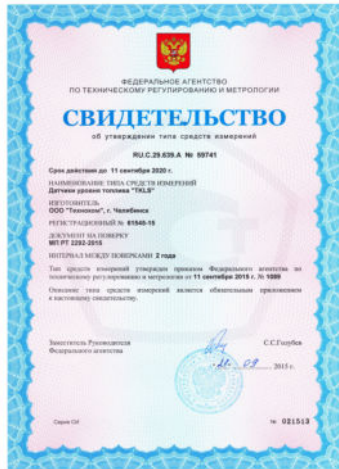 ФЕДЕРАЛЬНОЕ АГЕНТСТВО
ПО ТЕХНИЧЕСКОМУ РЕГУЛИРОВАНИЮ И МЕТРОЛОГИИ
СВИДЕТЕЛЬСТВО
об утверждении типа средств измерений
RU.C.29.639.A № 59741
Срок действия до 11 сентября 2020 г.
НАИМЕНОВАНИЕ ТИПА СРЕДСТВ ИЗМЕРЕНИЙ
Датчики уровня топлива "TKLS"
ИЗГОТОВИТЕЛЬ
ООО "Техноком", г. Челябинск
РЕГИСТРАЦИОННЫЙ № 61545-15
ДОКУМЕНТ НА ПОВЕРКУ
МП РТ 2292-2015
ИНТЕРВАЛ МЕЖДУ ПОВЕРКАМИ 2 года
Тип средств измерений утвержден приказом Федерального агентства по
техническому регулированию и метрологии от 11 сентября 2015 г. № 1089
Описание типа средств измерений является обязательным приложением
к настоящему свидетельству.
Заместитель Руководителя С.С.Голубев
Федерального агентства
21. 09 2015 г.
Серия СИ № 021513